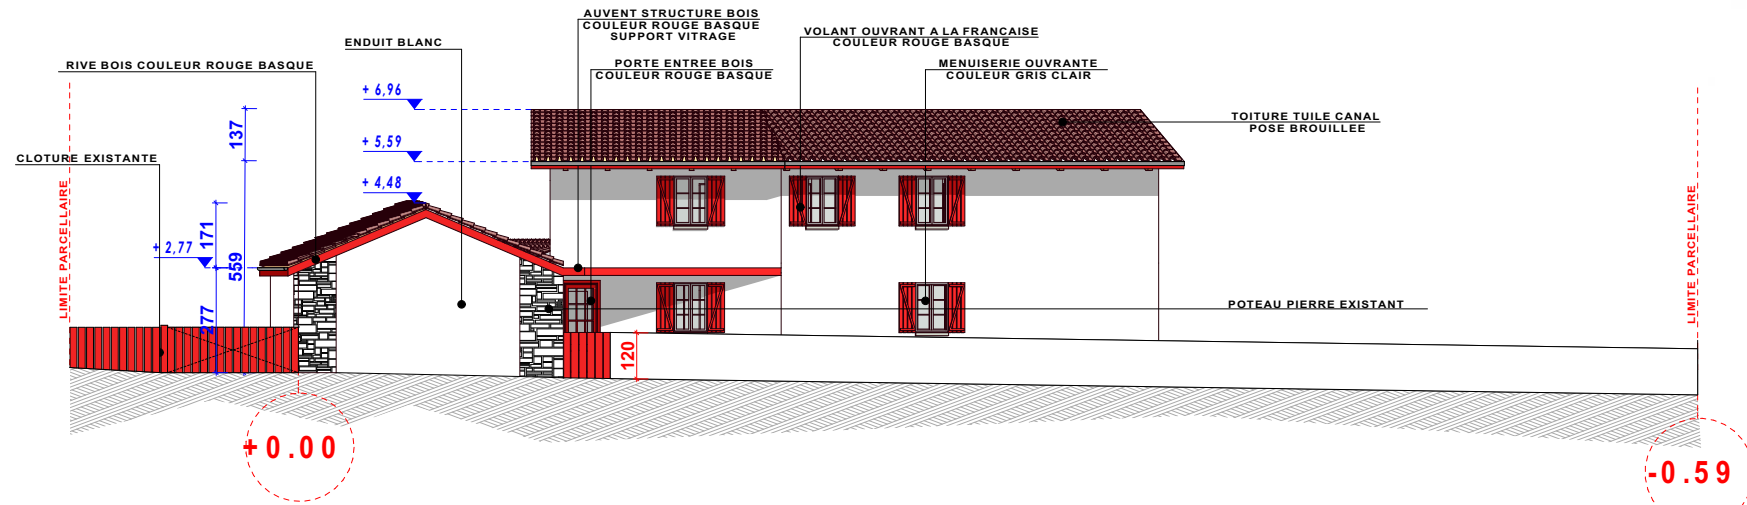 AUVENT STRUCTURE BOIS
COULEUR ROUGE BASQUE
SUPPORT VITRAGE
VOLANT OUVRANT A LA FRANCAISE
COULEUR ROUGE BASQUE
ENDUIT BLANC
RIVE BOIS COULEUR ROUGE BASQUE
PORTE ENTREE BOIS
COULEUR ROUGE BASQUE
MENUISERIE OUVRANTE
COULEUR GRIS CLAIR
+ 6,96
TOITURE TUILE CANAL
POSE BROUILLEE
137
+ 5,59
CLOTURE EXISTANTE
+ 4,48
LIMITE PARCELLAIRE
171
+ 2,77
559
LIMITE PARCELLAIRE
277
POTEAU PIERRE EXISTANT
120
+0.00
-0.59